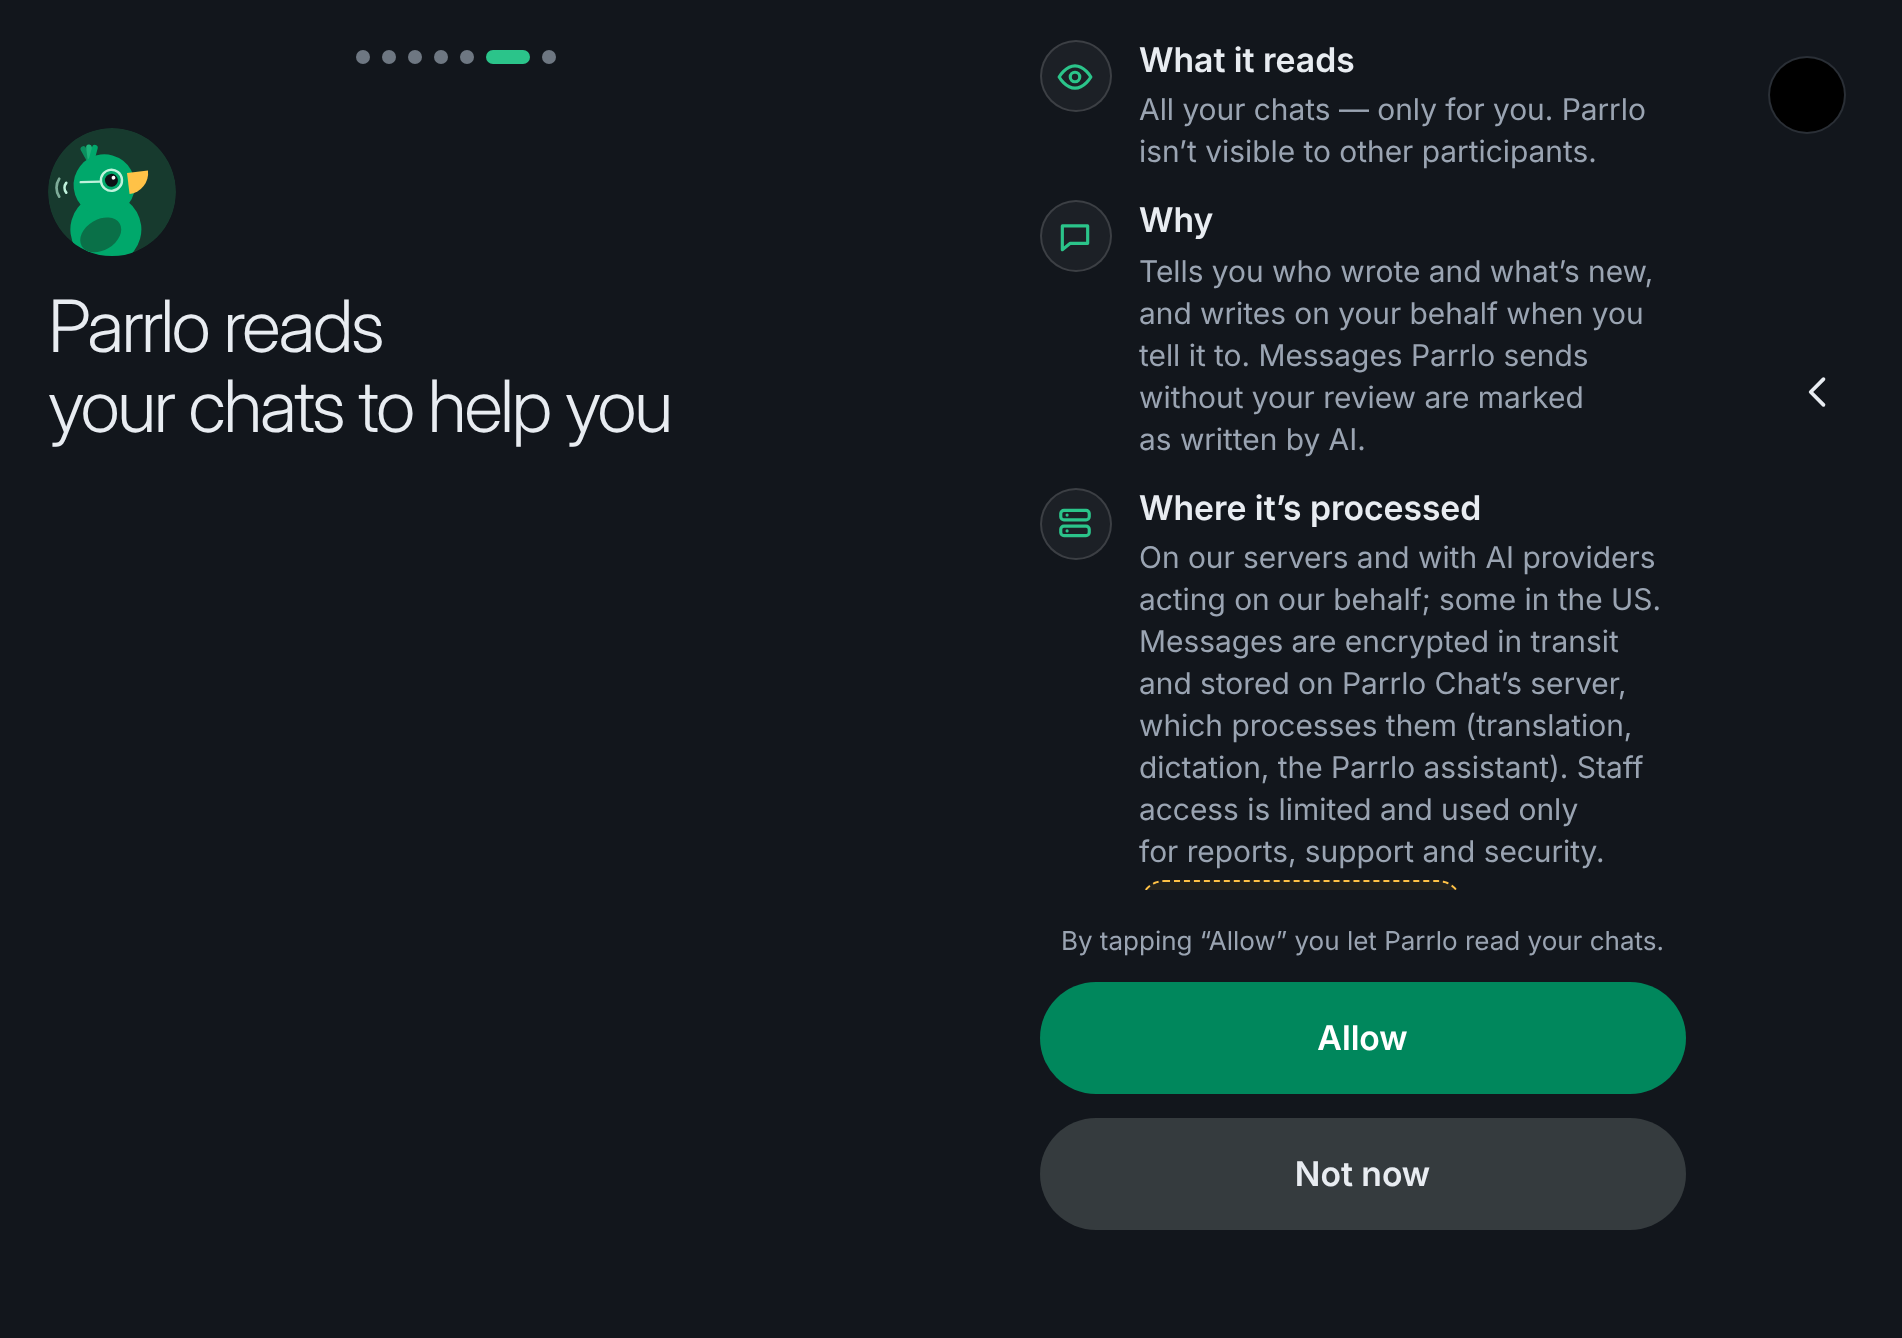 Parrlo reads
your chats to help you
What it reads
All your chats — only for you. Parrlo
isn’t visible to other participants.
Why
Tells you who wrote and what’s new,
and writes on your behalf when you
tell it to. Messages Parrlo sends
without your review are marked
as written by AI.
Where it’s processed
On our servers and with AI providers
acting on our behalf; some in the US.
Messages are encrypted in transit
and stored on Parrlo Chat’s server,
which processes them (translation,
dictation, the Parrlo assistant). Staff
access is limited and used only
for reports, support and security.
By tapping “Allow” you let Parrlo read your chats.
Allow
Not now